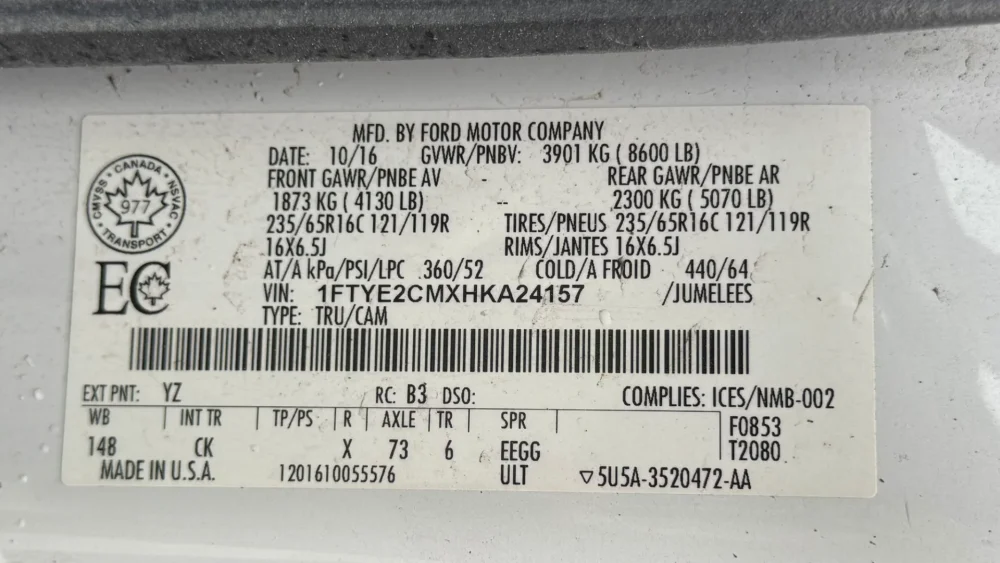 MFD. BY FORD MOTOR COMPANY
DATE: 10/16 GVWR/PNBV: 3901 KG ( 8600 LB)
FRONT GAWR/PNBE AV - REAR GAWR/PNBE AR
1873 KG ( 4130 LB) -- 2300 KG ( 5070 LB)
235/65R16C 121/119R TIRES/PNEUS 235/65R16C 121/119R
16X6.5J RIMS/JANTES 16X6.5J
AT/A kPa/PSI/LPC 360/52 COLD/A FROID 440/64
VIN: 1FTYE2CMXHKA24157 /JUMELEES
TYPE: TRU/CAM
CANADA
CMVSS NSVAC
977
TRANSPORT
EC
EXT PNT: YZ RC: B3 DSO: COMPLIES: ICES/NMB-002
WB INT TR TP/PS R AXLE TR SPR F0853
148 CK X 73 6 EEGG T2080
MADE IN U.S.A. 1201610055576 ULT ▽5U5A-3520472-AA